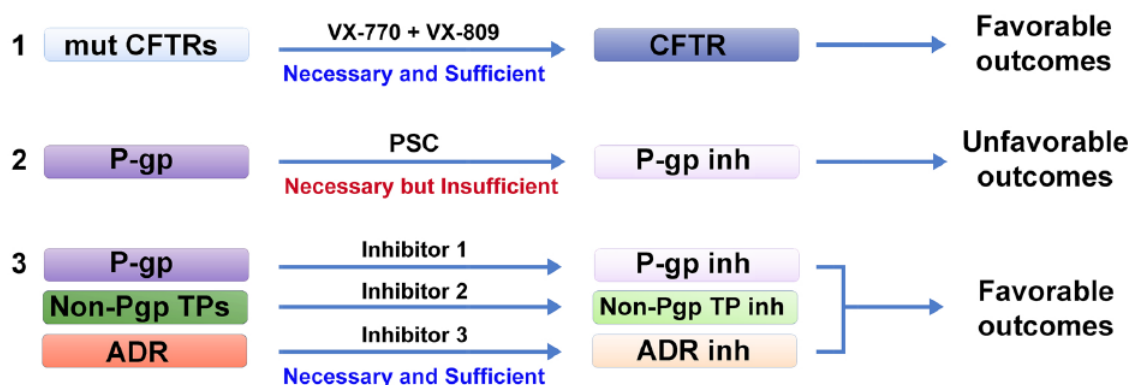 1
mut CFTRs
VX-770 + VX-809
Necessary and Sufficient
CFTR
Favorable
outcomes
2
P-gp
PSC
Necessary but Insufficient
P-gp inh
Unfavorable
outcomes
3
P-gp
Inhibitor 1
P-gp inh
Non-Pgp TPs
Inhibitor 2
Non-Pgp TP inh
ADR
Inhibitor 3
Necessary and Sufficient
ADR inh
Favorable
outcomes